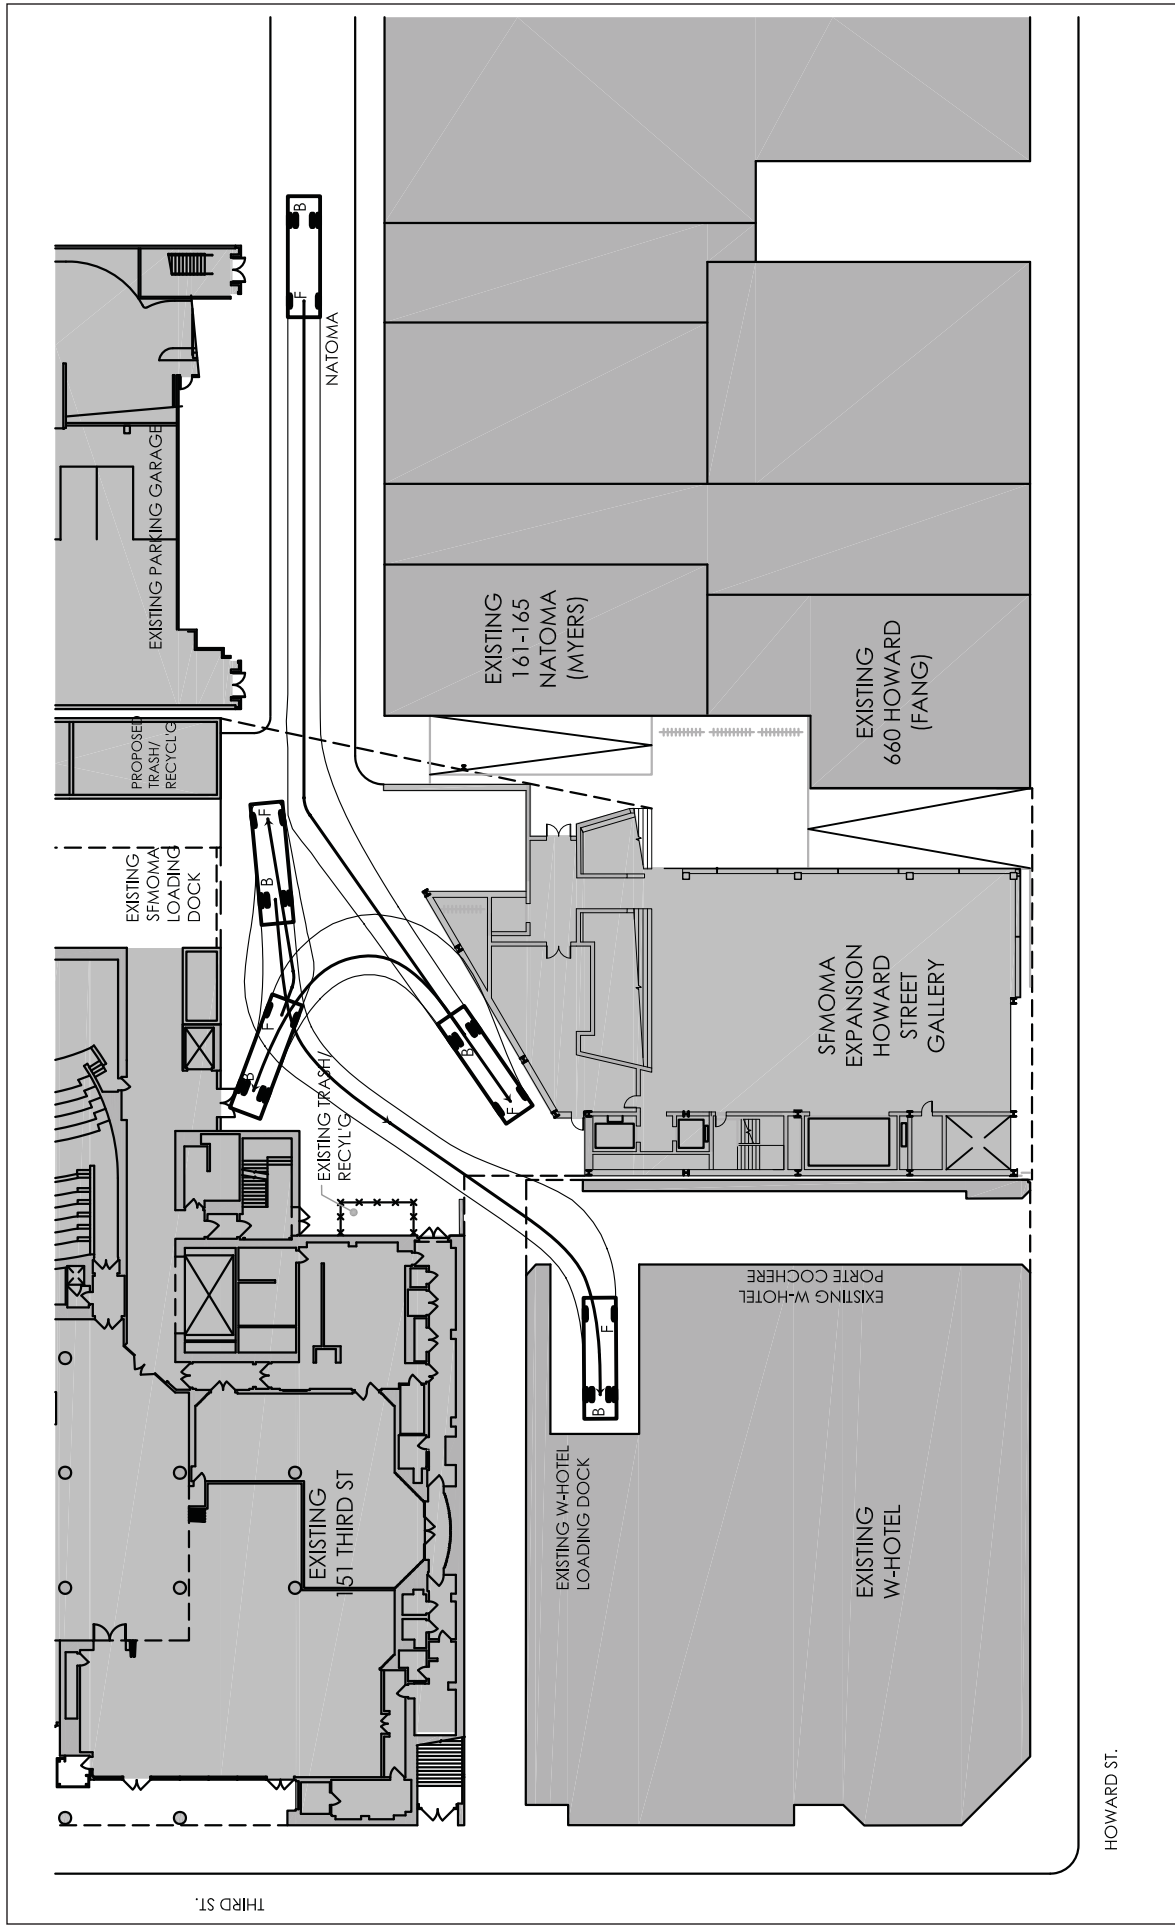 B
F
NATOMA
EXISTING PARKING GARAGE
PROPOSED
TRASH/
RECYCL'G
EXISTING
161-165
NATOMA
(MYERS)
EXISTING
660 HOWARD
(FANG)
EXISTING
SFMOMA
LOADING
DOCK
F
B
F
B
B
F
SFMOMA
EXPANSION
HOWARD
STREET
GALLERY
EXISTING TRASH/
RECYL'G
EXISTING W-HOTEL
PORTE COCHERE
F
B
EXISTING W-HOTEL
LOADING DOCK
EXISTING
151 THIRD ST
EXISTING
W-HOTEL
HOWARD ST.
THIRD ST.